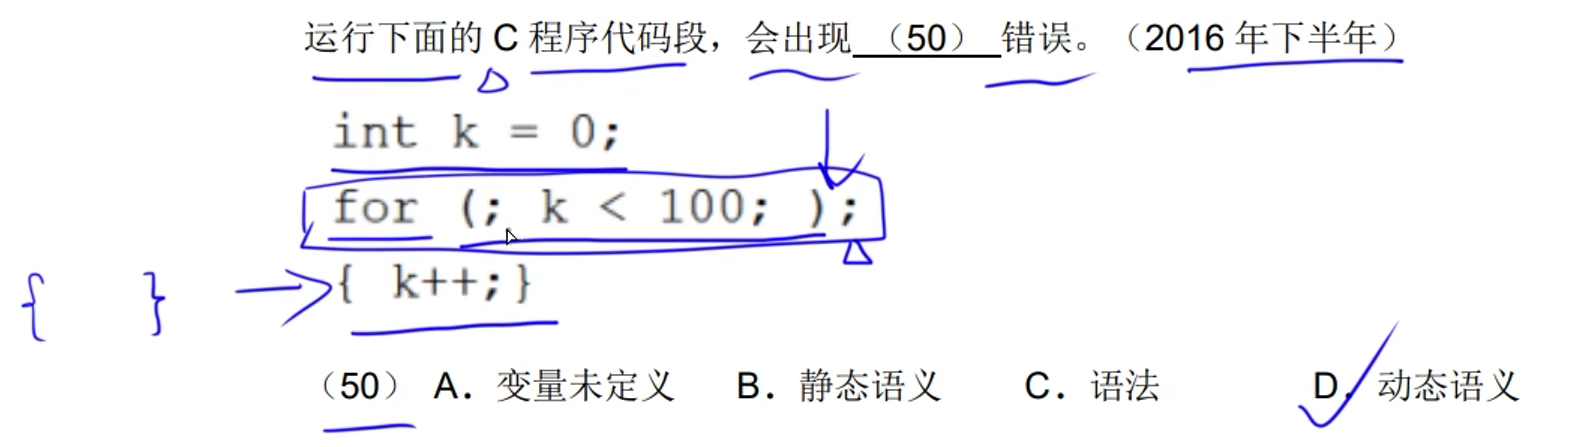 运行下面的 C 程序代码段，会出现 （50） 错误。（2016 年下半年）
int k = 0;
for (; k < 100; );
{ } { k++;}
（50） A. 变量未定义 B. 静态语义 C. 语法 D. 动态语义